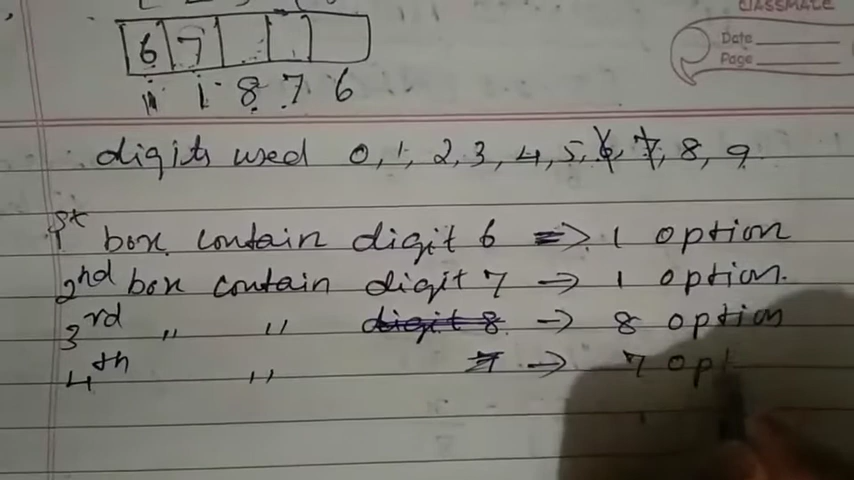 CLASSMATE
Date
Page
6 7
1 1 8 7 6
digits used 0, 1, 2, 3, 4, 5, 6, 7, 8, 9
1st box contain digit 6 => 1 option
2nd box contain digit 7 → 1 option.
3rd " " digit 8 → 8 option
4th " 7 → 7 opt